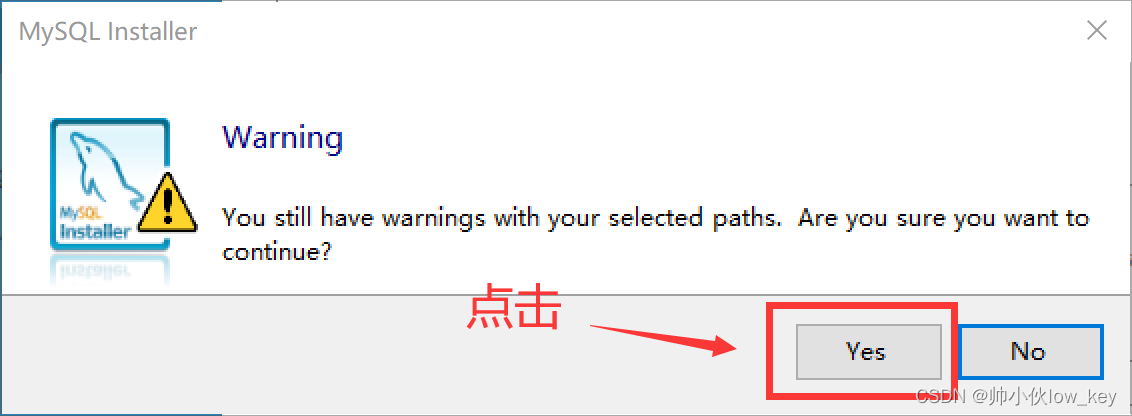 MySQL Installer
Warning
MySQL
Installer
You still have warnings with your selected paths.  Are you sure you want to
continue?
点击
Yes
No
CSDN @帅小伙low_key